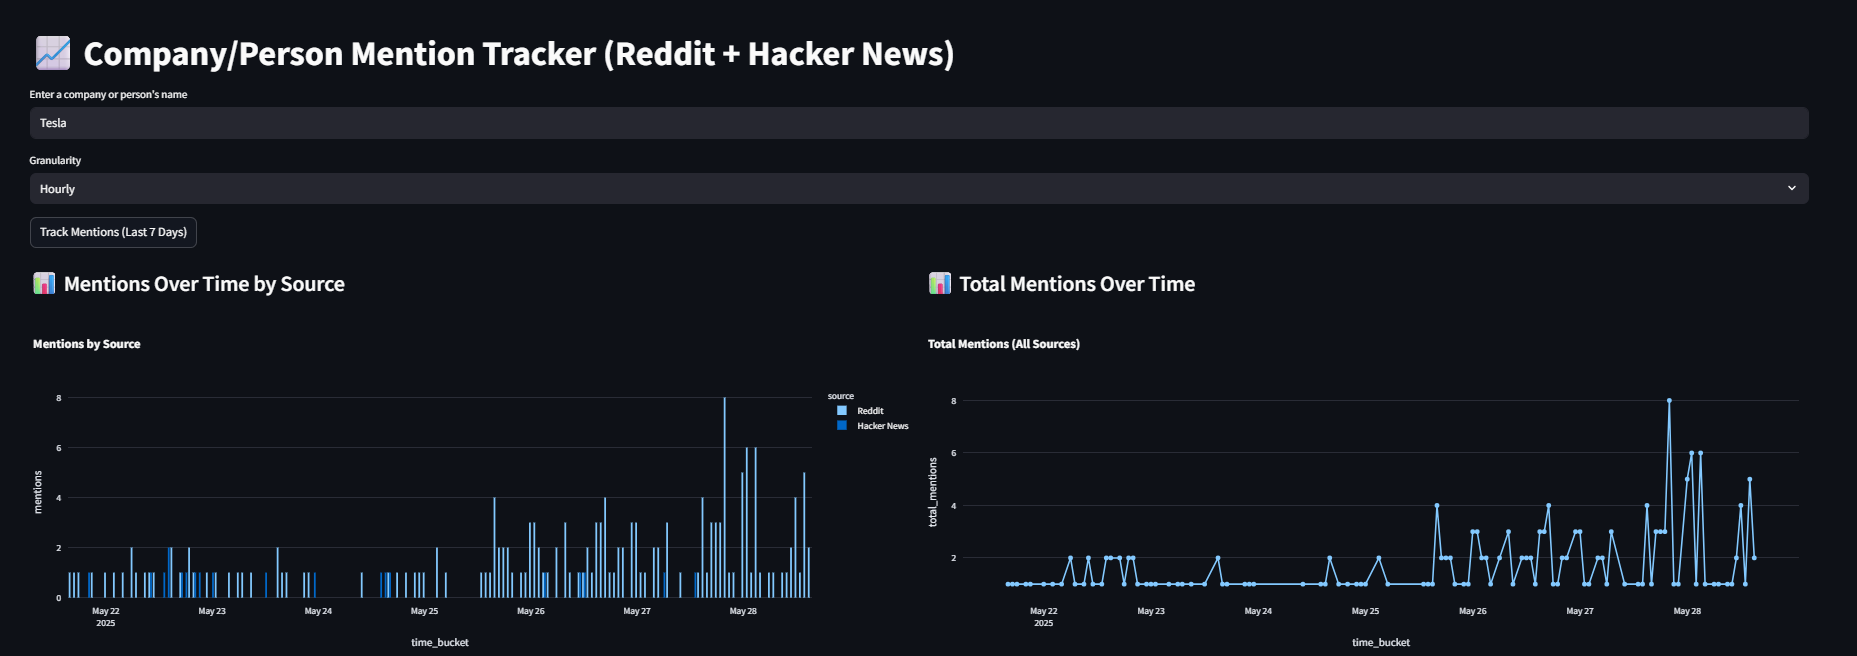 Company/Person Mention Tracker (Reddit + Hacker News)
Enter a company or person's name
Tesla
Granularity
Hourly
Track Mentions (Last 7 Days)
Mentions Over Time by Source
Mentions by Source
8
6
4
2
0
mentions
May 22
2025
May 23
May 24
May 25
May 26
May 27
May 28
time_bucket
source
Reddit
Hacker News
Total Mentions Over Time
Total Mentions (All Sources)
8
6
4
2
total_mentions
May 22
2025
May 23
May 24
May 25
May 26
May 27
May 28
time_bucket